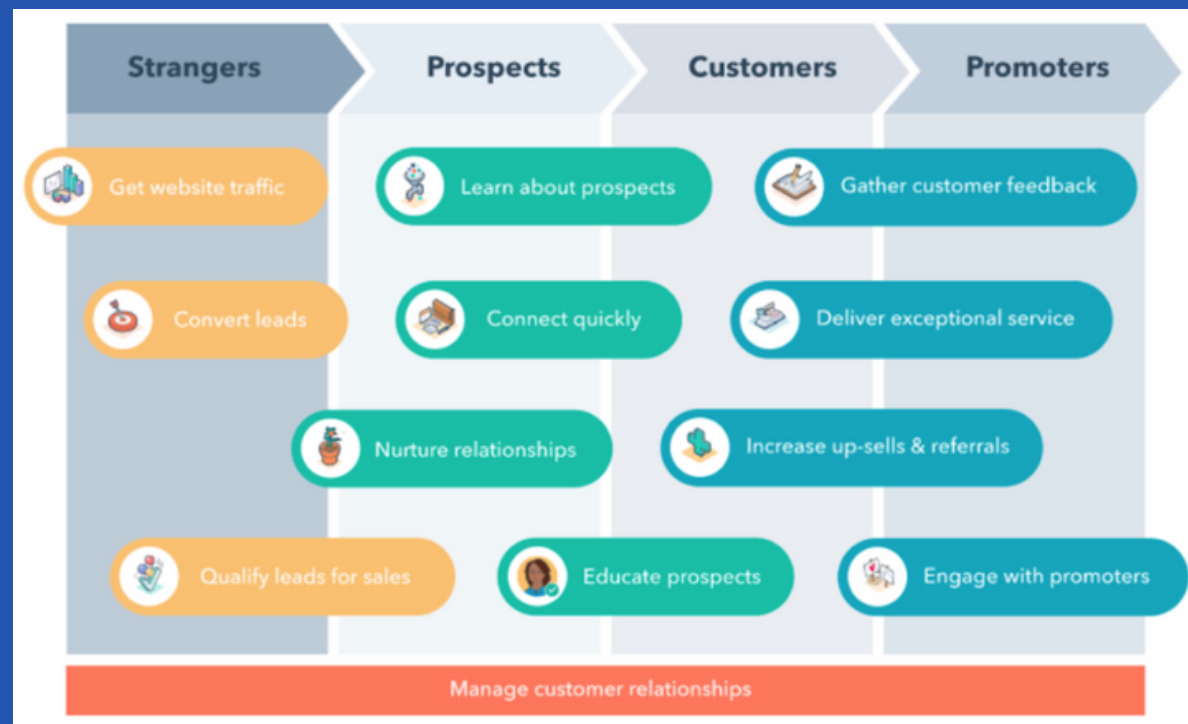 Strangers
Prospects
Customers
Promoters
Get website traffic
Learn about prospects
Gather customer feedback
Convert leads
Connect quickly
Deliver exceptional service
Nurture relationships
Increase up-sells & referrals
Qualify leads for sales
Educate prospects
Engage with promoters
Manage customer relationships